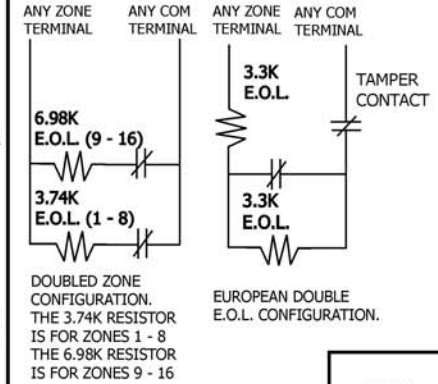 ANY ZONE
TERMINAL
ANY COM
TERMINAL
6.98K
E.O.L. (9 - 16)
3.74K
E.O.L. (1 - 8)
DOUBLED ZONE
CONFIGURATION.
THE 3.74K RESISTOR
IS FOR ZONES 1 - 8
THE 6.98K RESISTOR
IS FOR ZONES 9 - 16
ANY ZONE
TERMINAL
ANY COM
TERMINAL
3.3K
E.O.L.
TAMPER
CONTACT
3.3K
E.O.L.
EUROPEAN DOUBLE
E.O.L. CONFIGURATION.